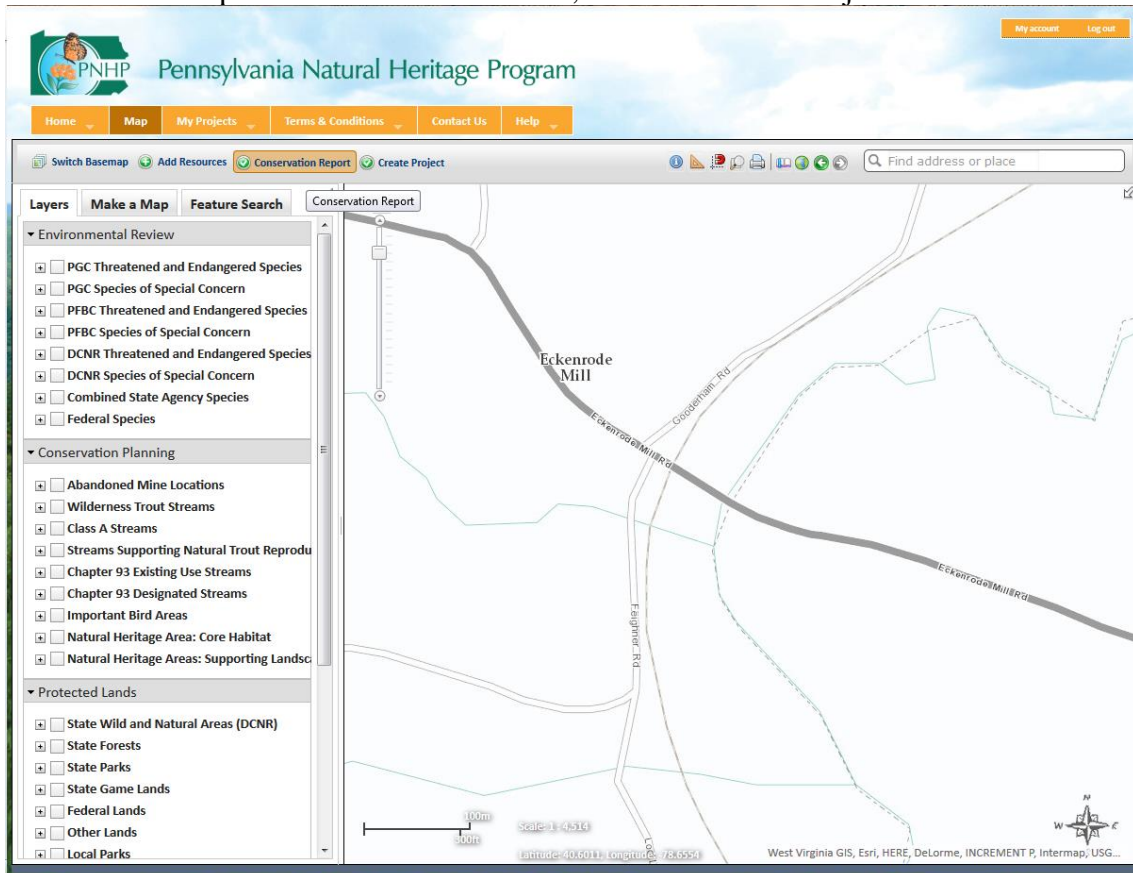 My account Log out
PNHP Pennsylvania Natural Heritage Program
Home Map My Projects Terms & Conditions Contact Us Help
Switch Basemap Add Resources Conservation Report Create Project Find address or place
Layers Make a Map Feature Search Conservation Report
Environmental Review
PGC Threatened and Endangered Species
PGC Species of Special Concern
PFBC Threatened and Endangered Species
PFBC Species of Special Concern
DCNR Threatened and Endangered Species
DCNR Species of Special Concern
Combined State Agency Species
Federal Species
Conservation Planning
Abandoned Mine Locations
Wilderness Trout Streams
Class A Streams
Streams Supporting Natural Trout Reprodu
Chapter 93 Existing Use Streams
Chapter 93 Designated Streams
Important Bird Areas
Natural Heritage Area: Core Habitat
Natural Heritage Areas: Supporting Landsc
Protected Lands
State Wild and Natural Areas (DCNR)
State Forests
State Parks
State Game Lands
Federal Lands
Other Lands
Local Parks
Eckenrode
Mill
Gooderham Rd
Eckenrode Mill Rd
Eckenrode Mill Rd
Feighner Rd
N
W E
100m
500ft
Scale: 1 : 4,514
Latitude: 40.6011, Longitude: -78.6554
West Virginia GIS, Esri, HERE, DeLorme, INCREMENT P, Intermap, USG...